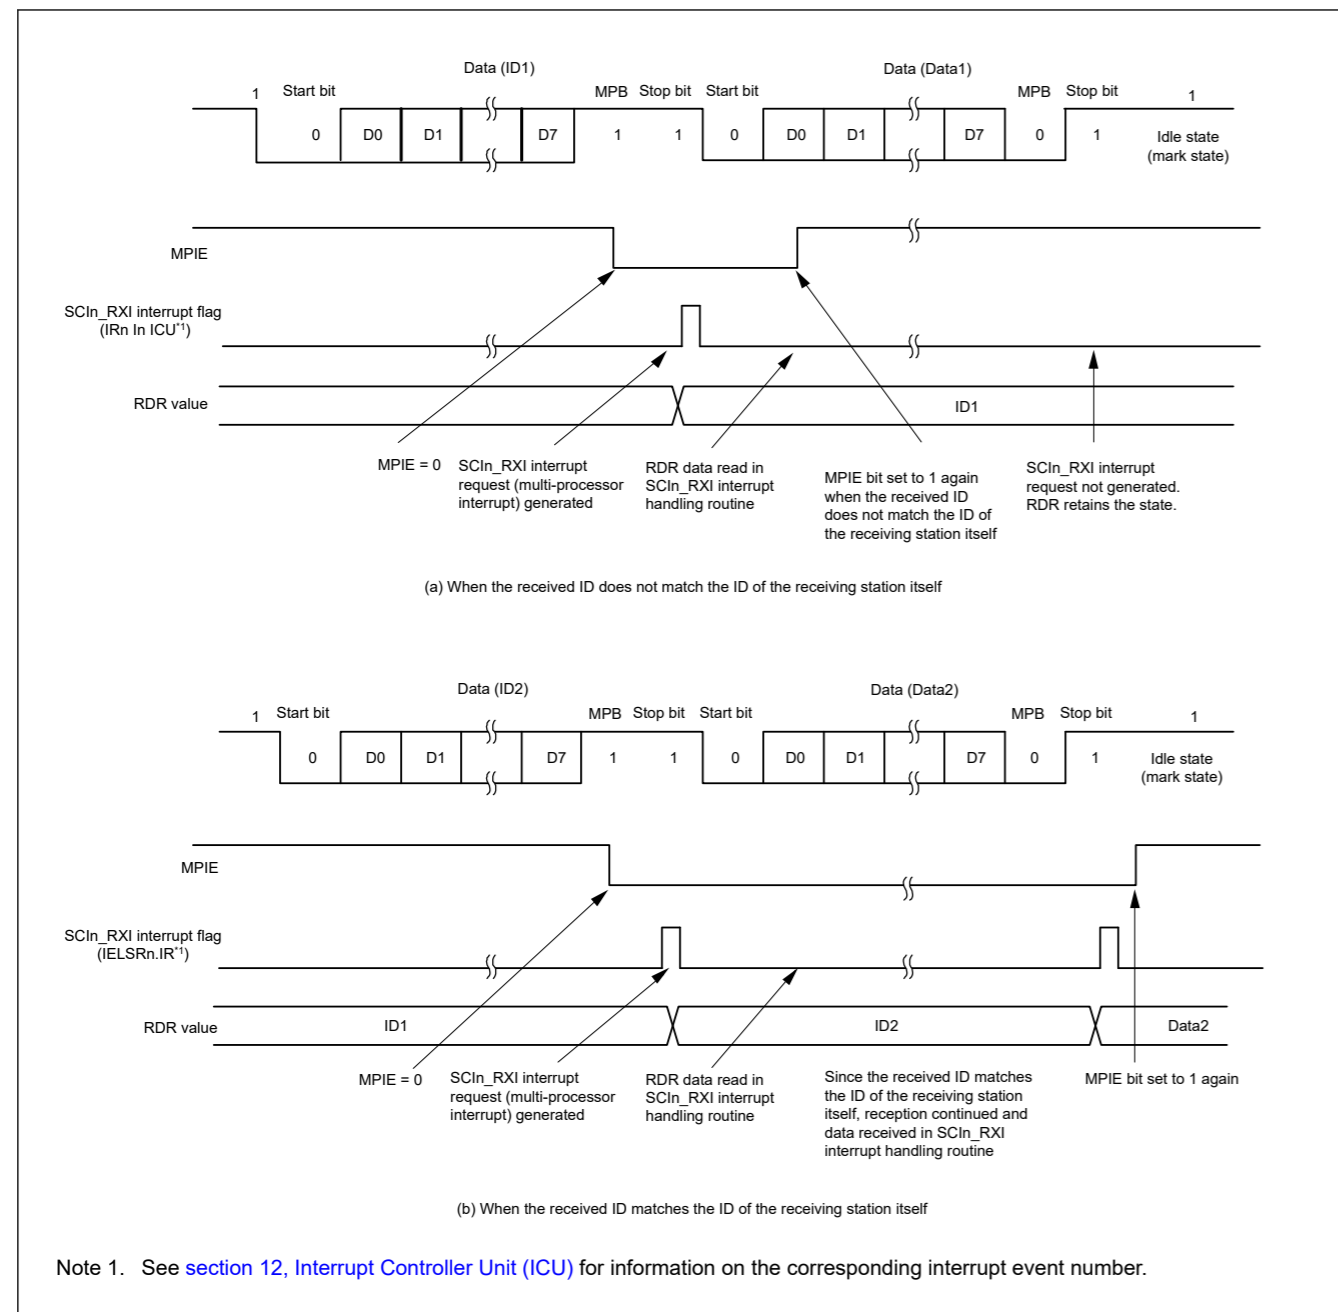 Data (ID1)
Data (Data1)
1 Start bit MPB Stop bit Start bit MPB Stop bit 1
0 D0 D1 D7 1 1 0 D0 D1 D7 0 1 Idle state
(mark state)
MPIE
SCIn_RXI interrupt flag
(IRn In ICU*1)
RDR value
ID1
MPIE = 0
SCIn_RXI interrupt
request (multi-processor
interrupt) generated
RDR data read in
SCIn_RXI interrupt
handling routine
MPIE bit set to 1 again
when the received ID
does not match the ID of
the receiving station itself
SCIn_RXI interrupt
request not generated.
RDR retains the state.
(a) When the received ID does not match the ID of the receiving station itself
Data (ID2)
Data (Data2)
1 Start bit MPB Stop bit Start bit MPB Stop bit 1
0 D0 D1 D7 1 1 0 D0 D1 D7 0 1 Idle state
(mark state)
MPIE
SCIn_RXI interrupt flag
(IELSRn.IR*1)
RDR value
ID1
ID2
Data2
MPIE = 0
SCIn_RXI interrupt
request (multi-processor
interrupt) generated
RDR data read in
SCIn_RXI interrupt
handling routine
Since the received ID matches
the ID of the receiving station
itself, reception continued and
data received in SCIn_RXI
interrupt handling routine
MPIE bit set to 1 again
(b) When the received ID matches the ID of the receiving station itself
Note 1. See section 12, Interrupt Controller Unit (ICU) for information on the corresponding interrupt event number.